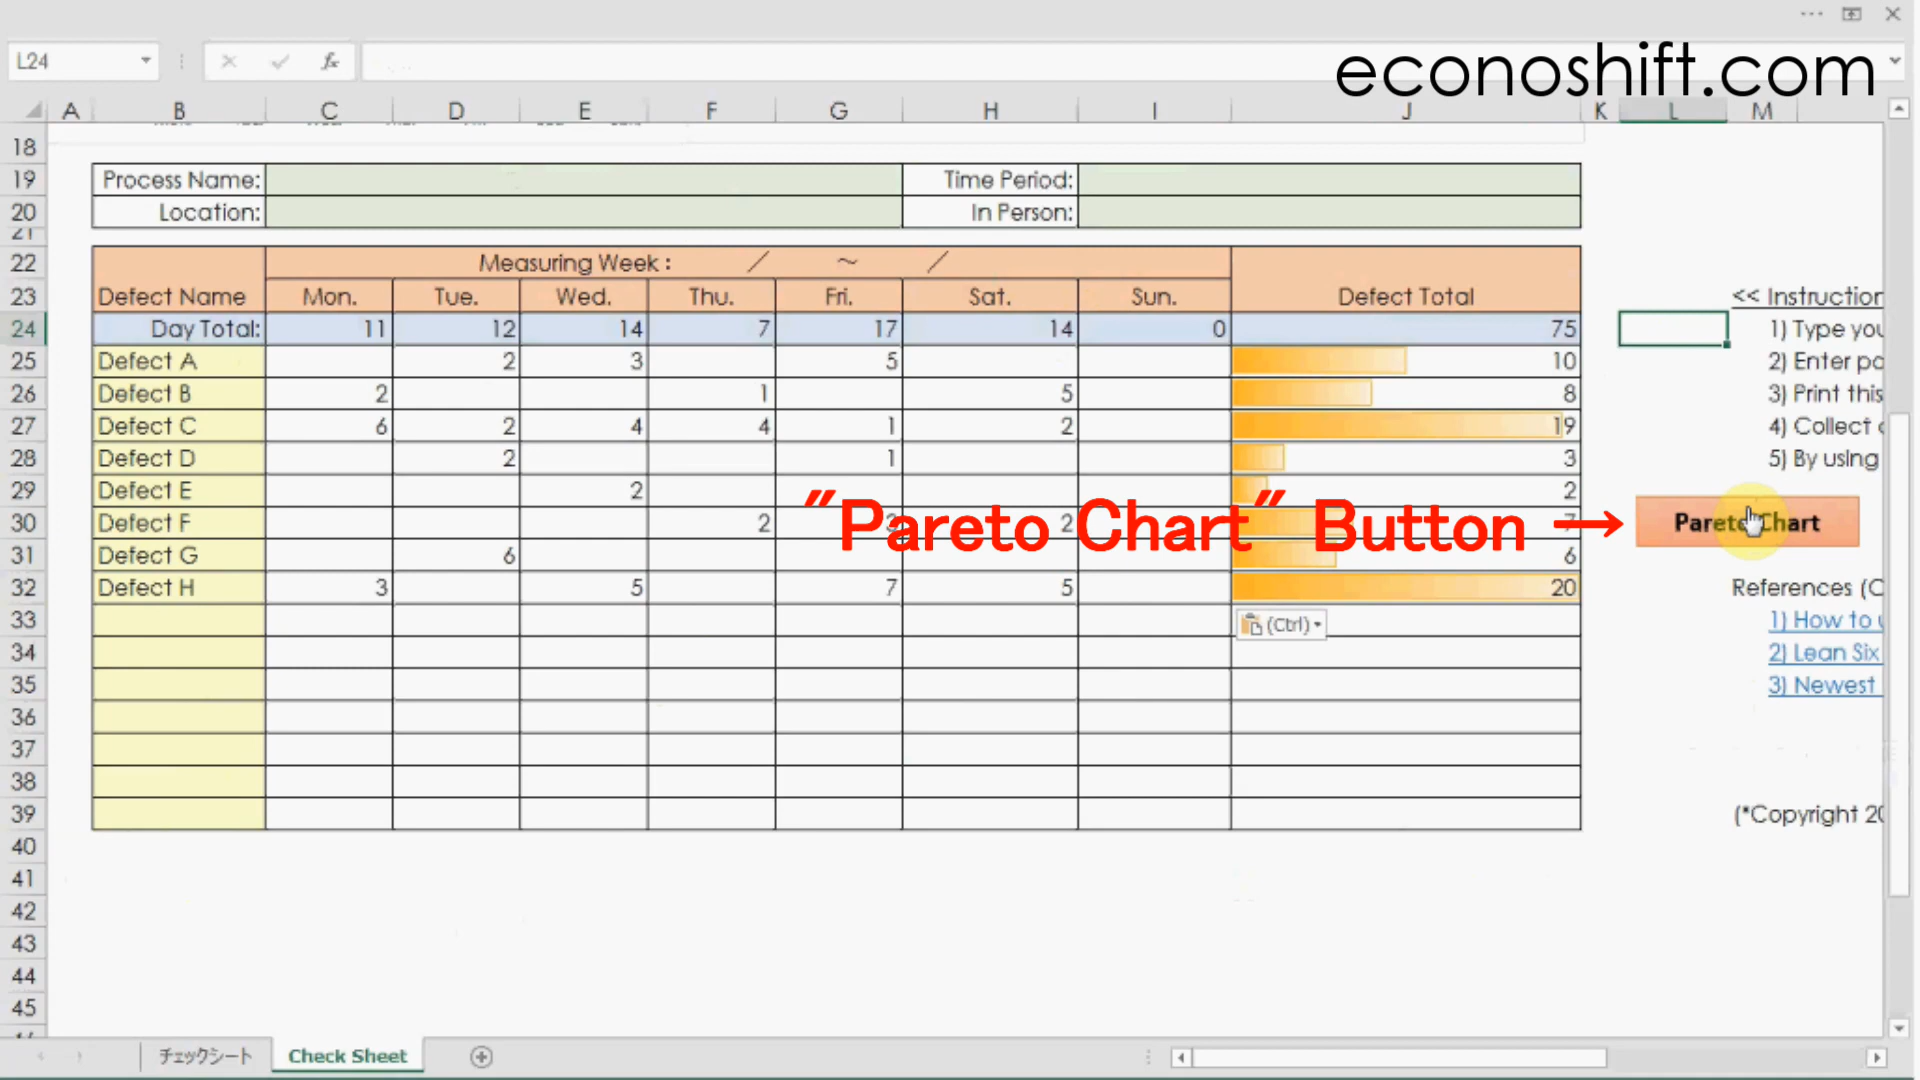 L24
fx
econoshift.com
A B C D E F G H I J K L M
18
19 Process Name: Time Period:
20 Location: In Person:
21
22 Measuring Week : / ～ /
23 Defect Name Mon. Tue. Wed. Thu. Fri. Sat. Sun. Defect Total << Instruction
24 Day Total: 11 12 14 7 17 14 0 75 1) Type you
25 Defect A 2 3 5 10 2) Enter pa
26 Defect B 2 1 5 8 3) Print this
27 Defect C 6 2 4 4 1 2 19 4) Collect
28 Defect D 2 1 3 5) By using
29 Defect E 2 2
30 Defect F 2 2 7
"Pareto Chart" Button → Pareto Chart
31 Defect G 6 6
32 Defect H 3 5 7 5 20 References (C
33 (Ctrl) 1) How to u
34 2) Lean Six
35 3) Newest
36
37
38
39 (*Copyright 20
40
41
42
43
44
45
チェックシート Check Sheet